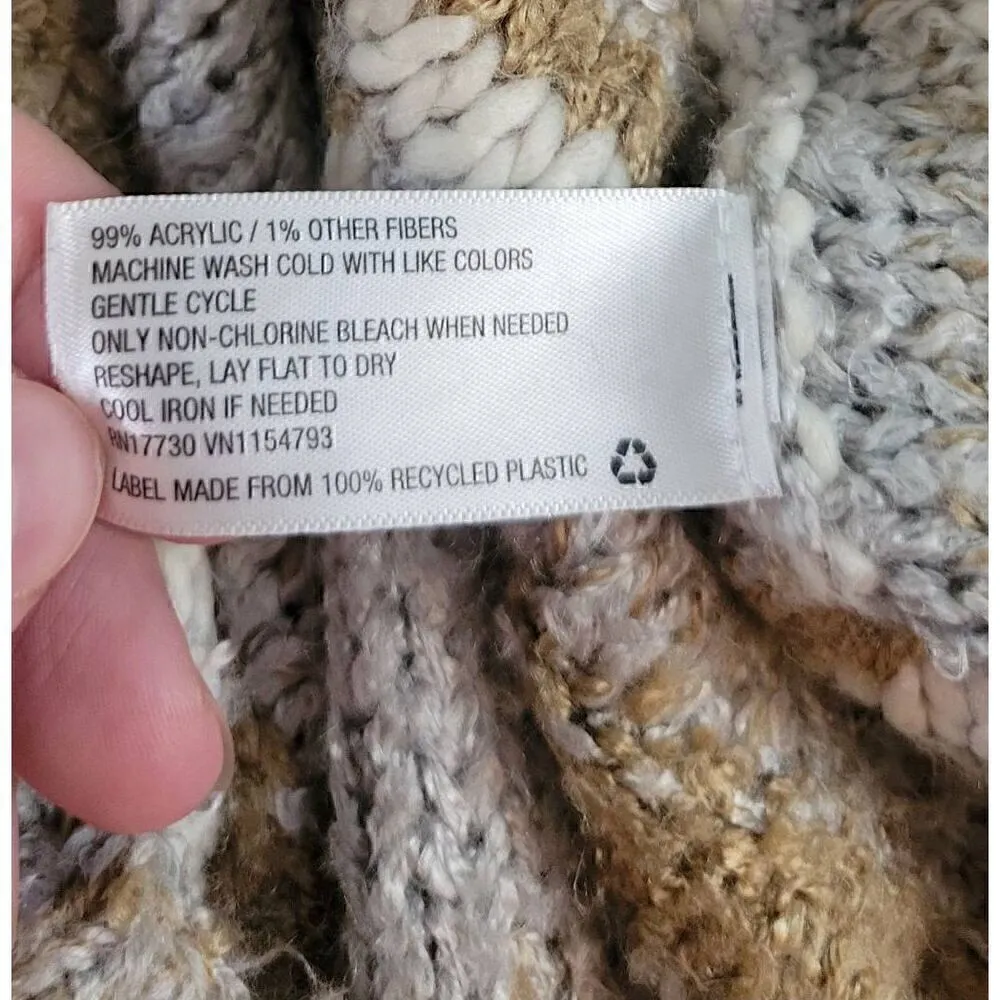 99% ACRYLIC / 1% OTHER FIBERS
MACHINE WASH COLD WITH LIKE COLORS
GENTLE CYCLE
ONLY NON-CHLORINE BLEACH WHEN NEEDED
RESHAPE, LAY FLAT TO DRY
COOL IRON IF NEEDED
RN17730 VN1154793
LABEL MADE FROM 100% RECYCLED PLASTIC